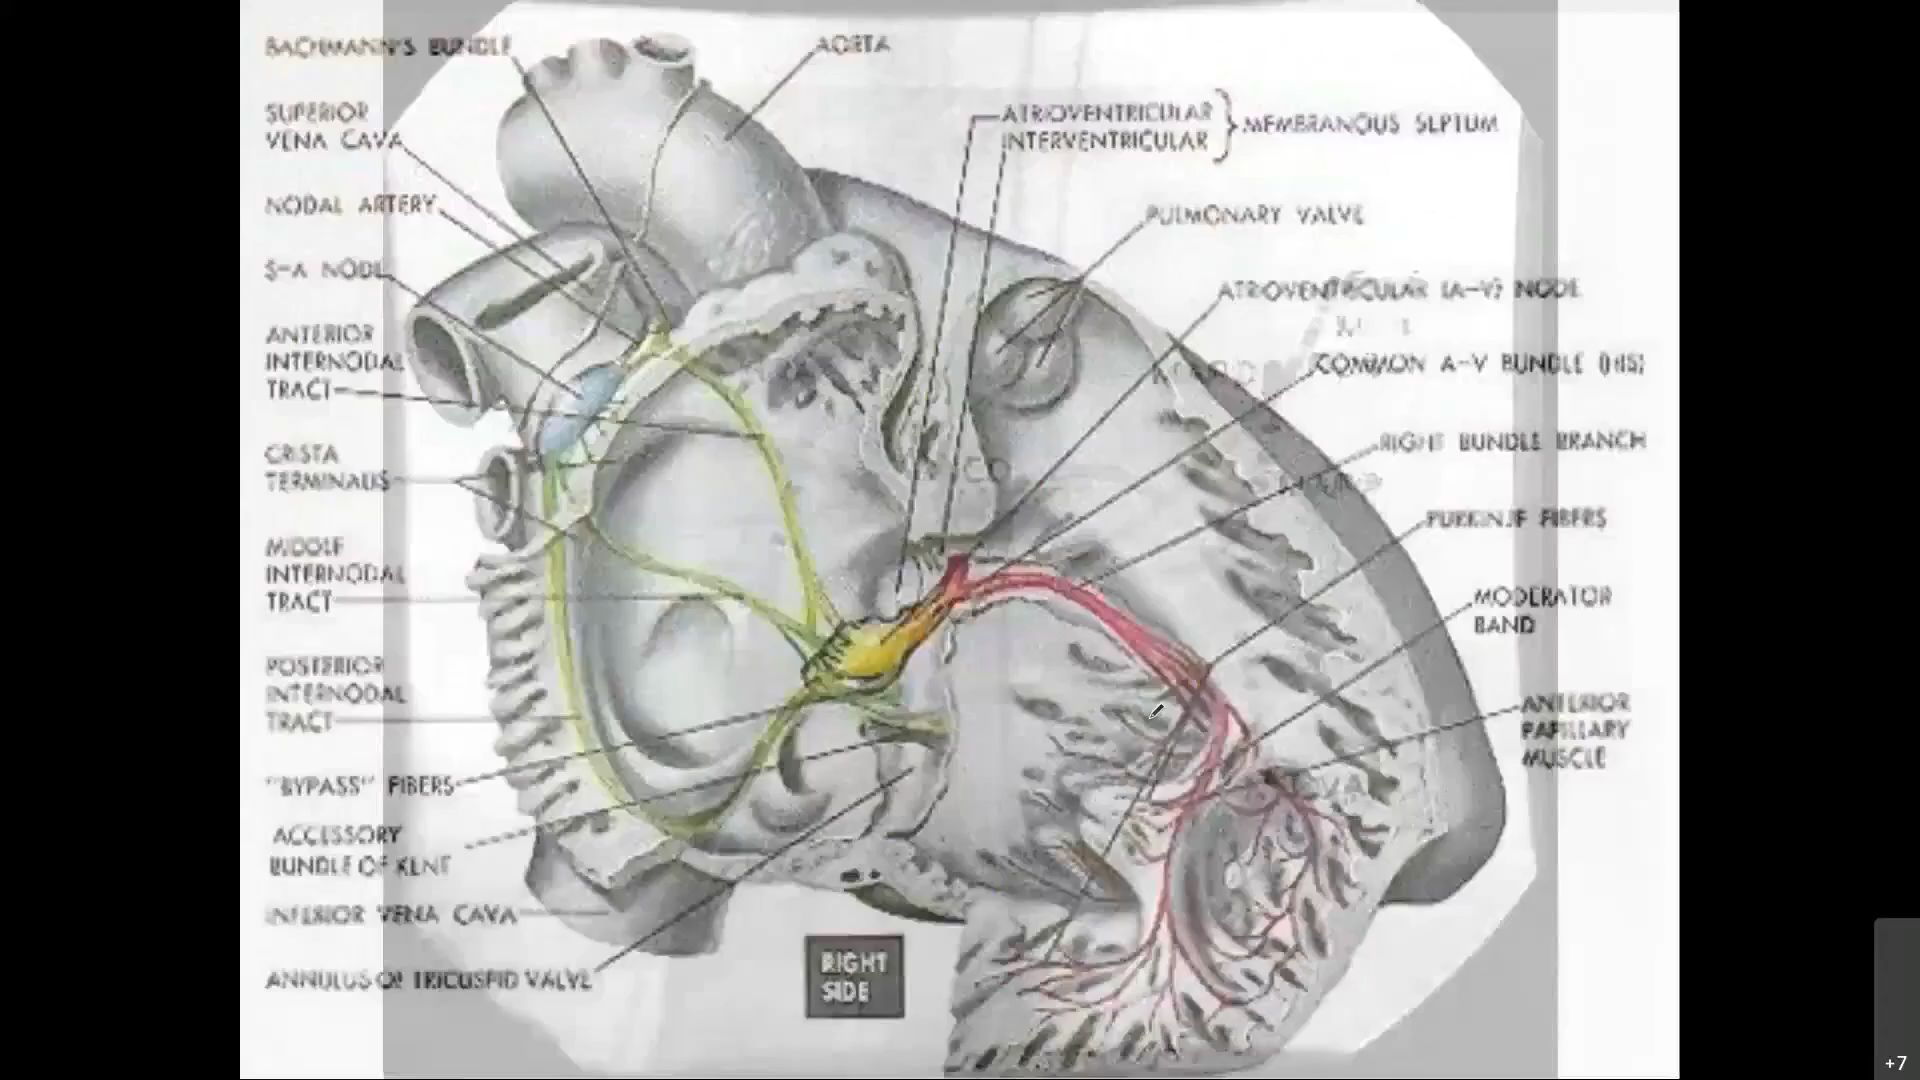 BACHMANN'S BUNDLE
SUPERIOR
VENA CAVA
NODAL ARTERY
S-A NODE
ANTERIOR
INTERNODAL
TRACT
CRISTA
TERMINALIS
MIDDLE
INTERNODAL
TRACT
POSTERIOR
INTERNODAL
TRACT
"BYPASS" FIBERS
ACCESSORY
BUNDLE OF KENT
INFERIOR VENA CAVA
ANNULUS OF TRICUSPID VALVE
AORTA
ATRIOVENTRICULAR
INTERVENTRICULAR
MEMBRANOUS SEPTUM
PULMONARY VALVE
ATRIOVENTRICULAR (A-V) NODE
COMMON A-V BUNDLE (HIS)
RIGHT BUNDLE BRANCH
PURKINJE FIBERS
MODERATOR
BAND
ANTERIOR
PAPILLARY
MUSCLE
RIGHT
SIDE
+7